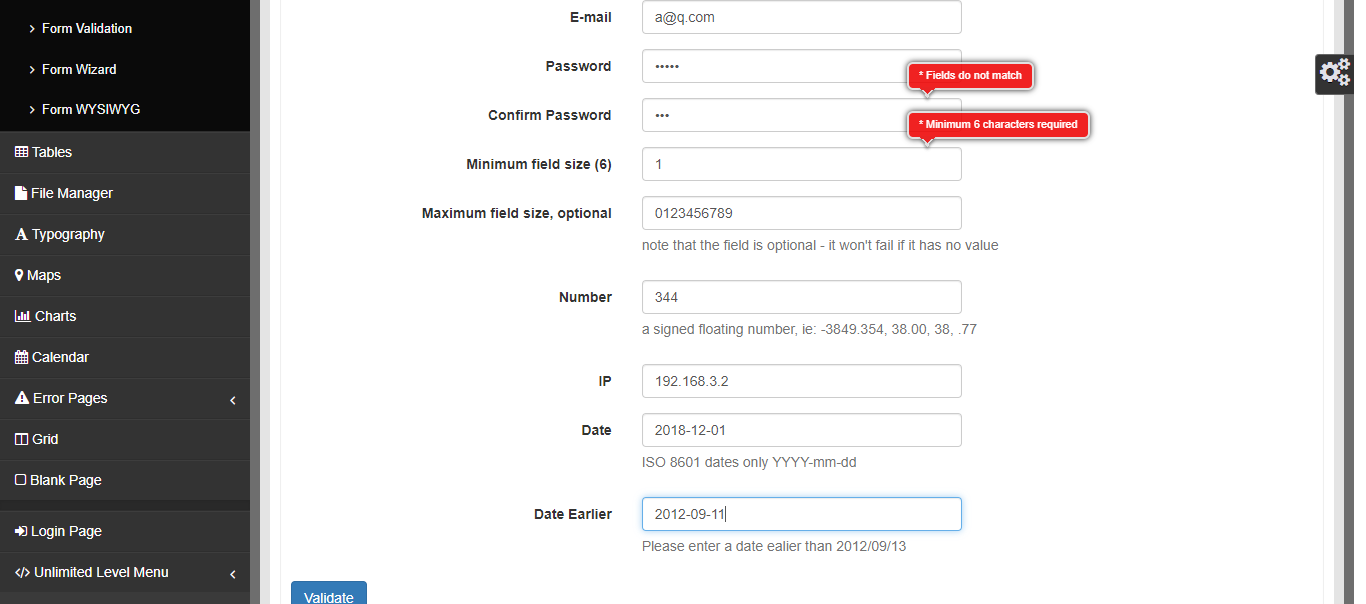 Form Validation
Form Wizard
Form WYSIWYG
Tables
File Manager
Typography
Maps
Charts
Calendar
Error Pages
Grid
Blank Page
Login Page
Unlimited Level Menu
E-mail a@q.com
Password •••••
* Fields do not match
Confirm Password •••
* Minimum 6 characters required
Minimum field size (6) 1
Maximum field size, optional 0123456789
note that the field is optional - it won't fail if it has no value
Number 344
a signed floating number, ie: -3849.354, 38.00, 38, .77
IP 192.168.3.2
Date 2018-12-01
ISO 8601 dates only YYYY-mm-dd
Date Earlier 2012-09-11
Please enter a date ealier than 2012/09/13
Validate